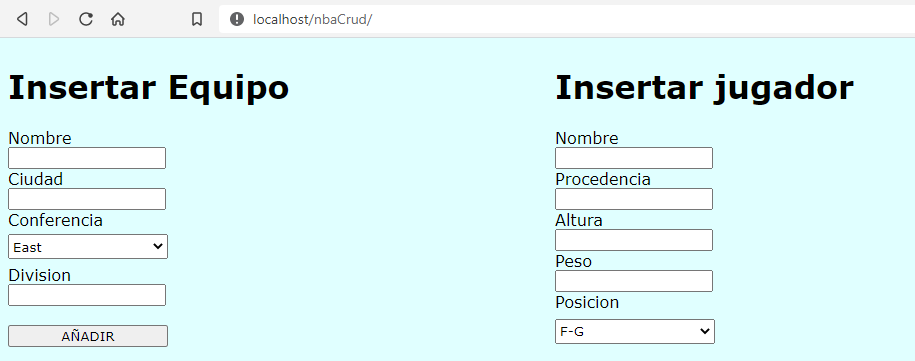 localhost/nbaCrud/
Insertar Equipo
Nombre
Ciudad
Conferencia
East
Division
AÑADIR
Insertar jugador
Nombre
Procedencia
Altura
Peso
Posicion
F-G